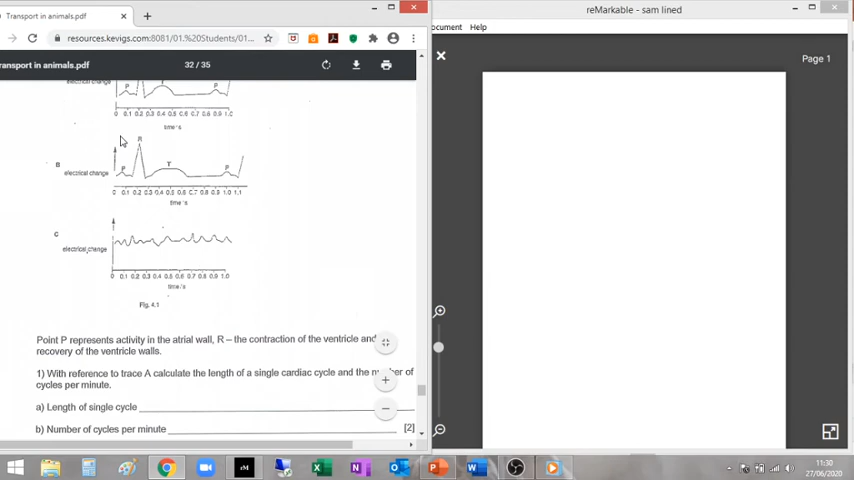 Transport in animals.pdf
resources.kevigs.com:8081/01.%20Students/01...
ransport in animals.pdf
32 / 35
electrical change
P
T
P
0 0.1 0.2 0.3 0.4 0.5 0.6 0.7 0.8 0.9 1.0
time/s
B
R
electrical change
P
T
P
0 0.1 0.2 0.3 0.4 0.5 0.6 0.7 0.8 0.9 1.0 1.1
time/s
C
electrical change
0 0.1 0.2 0.3 0.4 0.5 0.6 0.7 0.8 0.9 1.0
time/s
Fig. 4.1
Point P represents activity in the atrial wall, R – the contraction of the ventricle and
recovery of the ventricle walls.
1) With reference to trace A calculate the length of a single cardiac cycle and the number of
cycles per minute.
a) Length of single cycle
b) Number of cycles per minute [2]
reMarkable - sam lined
ocument Help
Page 1
11:30
27/06/2020